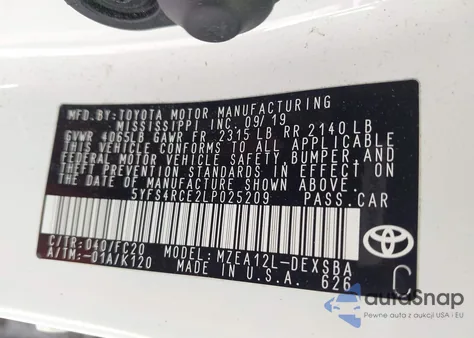 MFD.BY: TOYOTA MOTOR MANUFACTURING
MISSISSIPPI INC. 09/19
GVWR 4065LB GAWR FR 2315 LB RR 2140 LB
THIS VEHICLE CONFORMS TO ALL APPLICABLE
FEDERAL MOTOR VEHICLE SAFETY, BUMPER, AND
THEFT PREVENTION STANDARDS IN EFFECT ON
THE DATE OF MANUFACTURE SHOWN ABOVE.
5YFS4RCE2LP025209 PASS.CAR
C/TR:040/FC20 MODEL: MZEA12L-DEXSBA
A/TM:-01A/K120 MADE IN U.S.A. 626
TOYOTA
C
autoSnap
Pewne auta z aukcji USA i EU